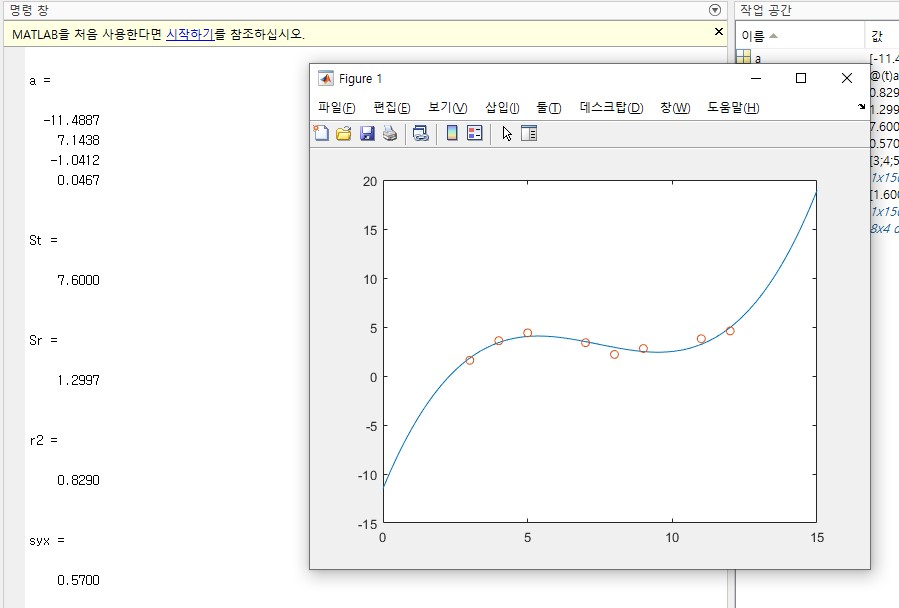 명령 창
MATLAB을 처음 사용한다면 시작하기를 참조하십시오.
a =
-11.4887
7.1438
-1.0412
0.0467
St =
7.6000
Sr =
1.2997
r2 =
0.8290
syx =
0.5700
Figure 1
파일(F) 편집(E) 보기(V) 삽입(I) 툴(T) 데스크탑(D) 창(W) 도움말(H)
20
15
10
5
0
-5
-10
-15
0 5 10 15
작업 공간
이름 값
a [-11.4
@(t)a
0.829
1.299
7.600
0.570
[3;4;5
1x150
[1.600
1x150
8x4 d